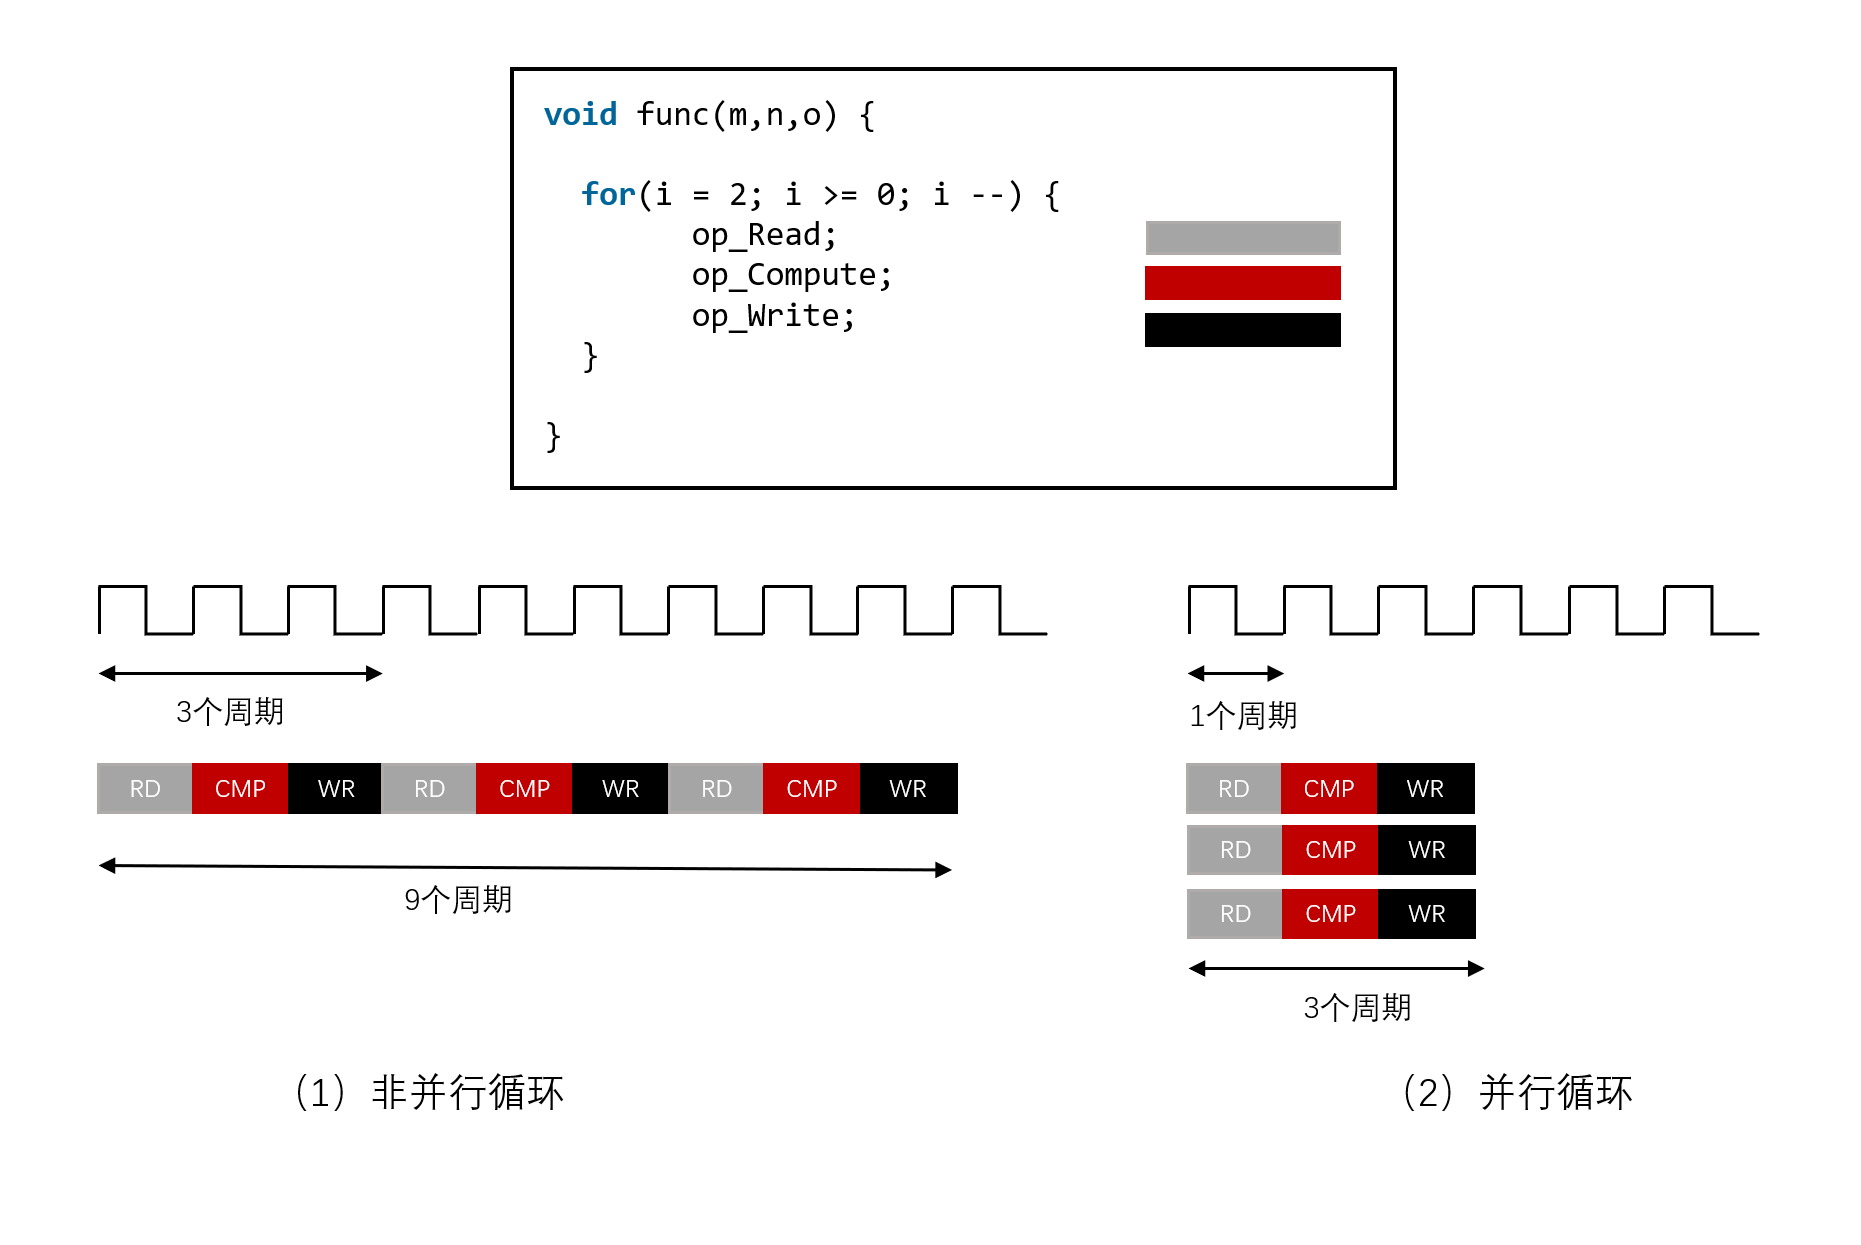 void func(m,n,o) {
for(i = 2; i >= 0; i --) {
op_Read;
op_Compute;
op_Write;
}
}
3个周期
RD CMP WR RD CMP WR RD CMP WR
9个周期
(1) 非并行循环
1个周期
RD CMP WR
RD CMP WR
RD CMP WR
3个周期
(2) 并行循环